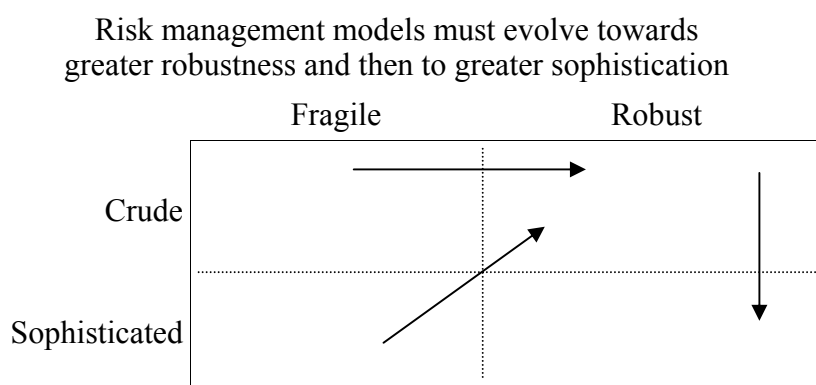 Risk management models must evolve towards
greater robustness and then to greater sophistication
Fragile Robust
Crude
Sophisticated